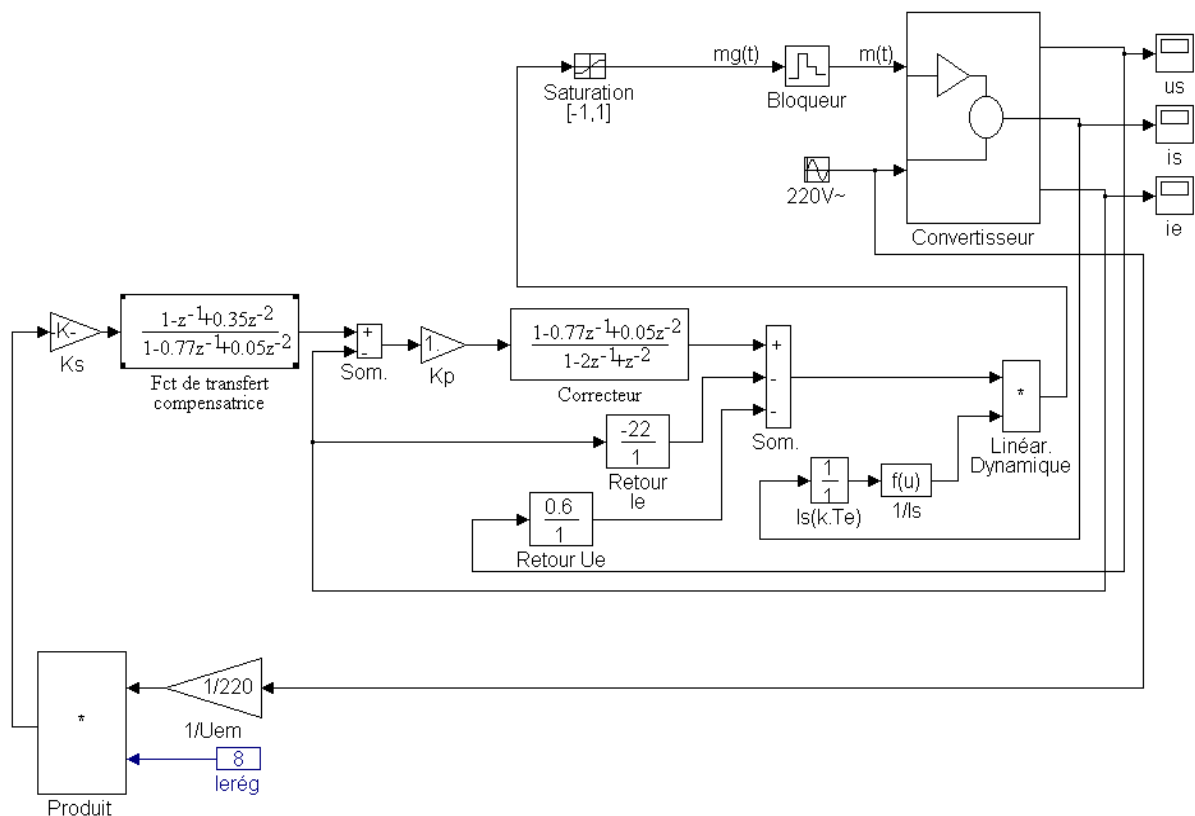 mg(t)
m(t)
Saturation
[-1,1]
Bloqueur
220V~
Convertisseur
us
is
ie
-K-
Ks
1-z-1+0.35z-2
1-0.77z-1+0.05z-2
Fct de transfert
compensatrice
+
-
Som.
1.
Kp
1-0.77z-1+0.05z-2
1-2z-1+z-2
Correcteur
+
-
-
Som.
*
Linéar.
Dynamique
-22
1
Retour
Ie
1
1
Is(k.Te)
f(u)
1/Is
0.6
1
Retour Ue
*
Produit
1/220
1/Uem
8
Ierég